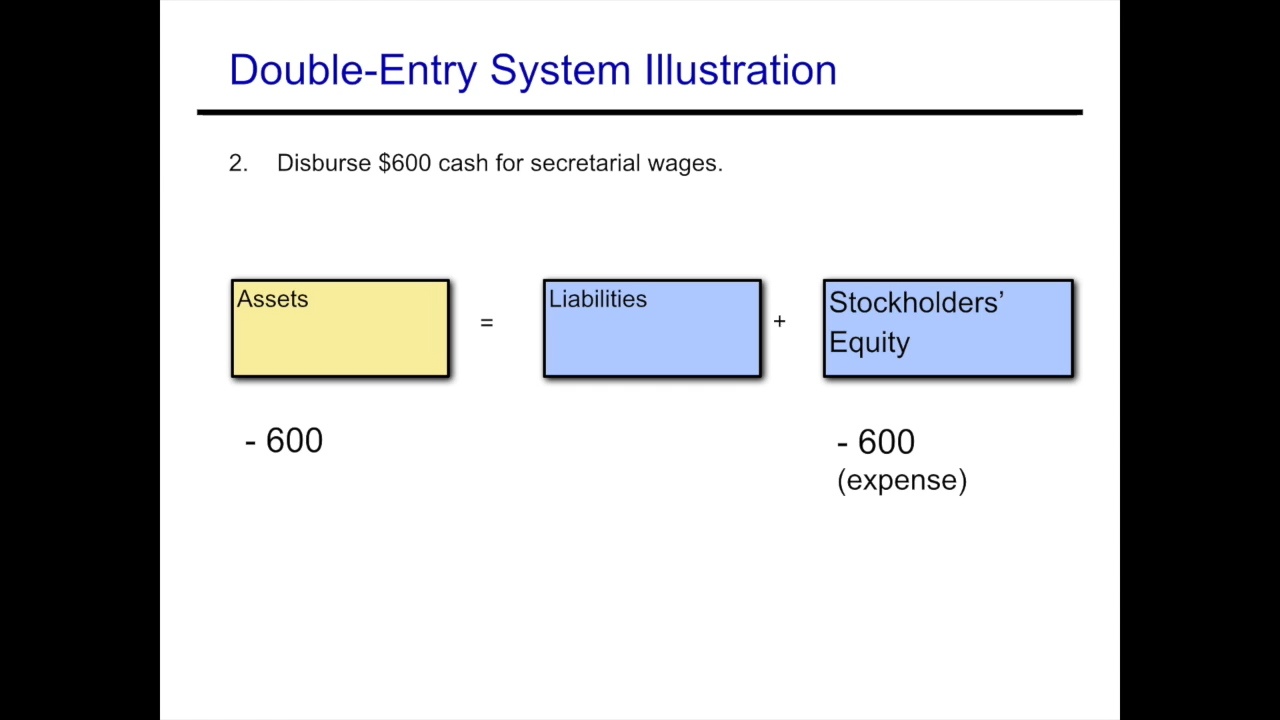 Double-Entry System Illustration
2. Disburse $600 cash for secretarial wages.
Assets
=
Liabilities
+
Stockholders’
Equity
- 600
- 600
(expense)